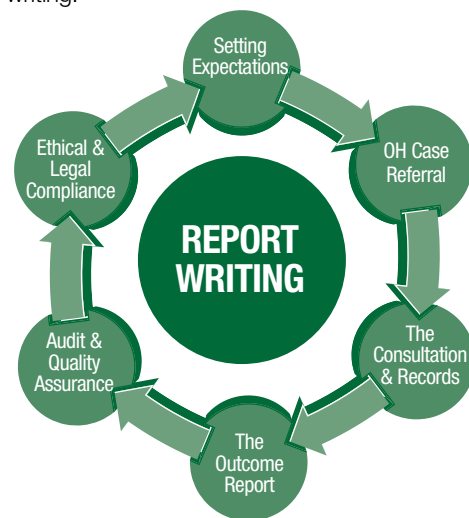 writing.
Setting
Expectations
OH Case
Referral
The
Consultation
& Records
The
Outcome
Report
Audit &
Quality
Assurance
Ethical &
Legal
Compliance
REPORT
WRITING